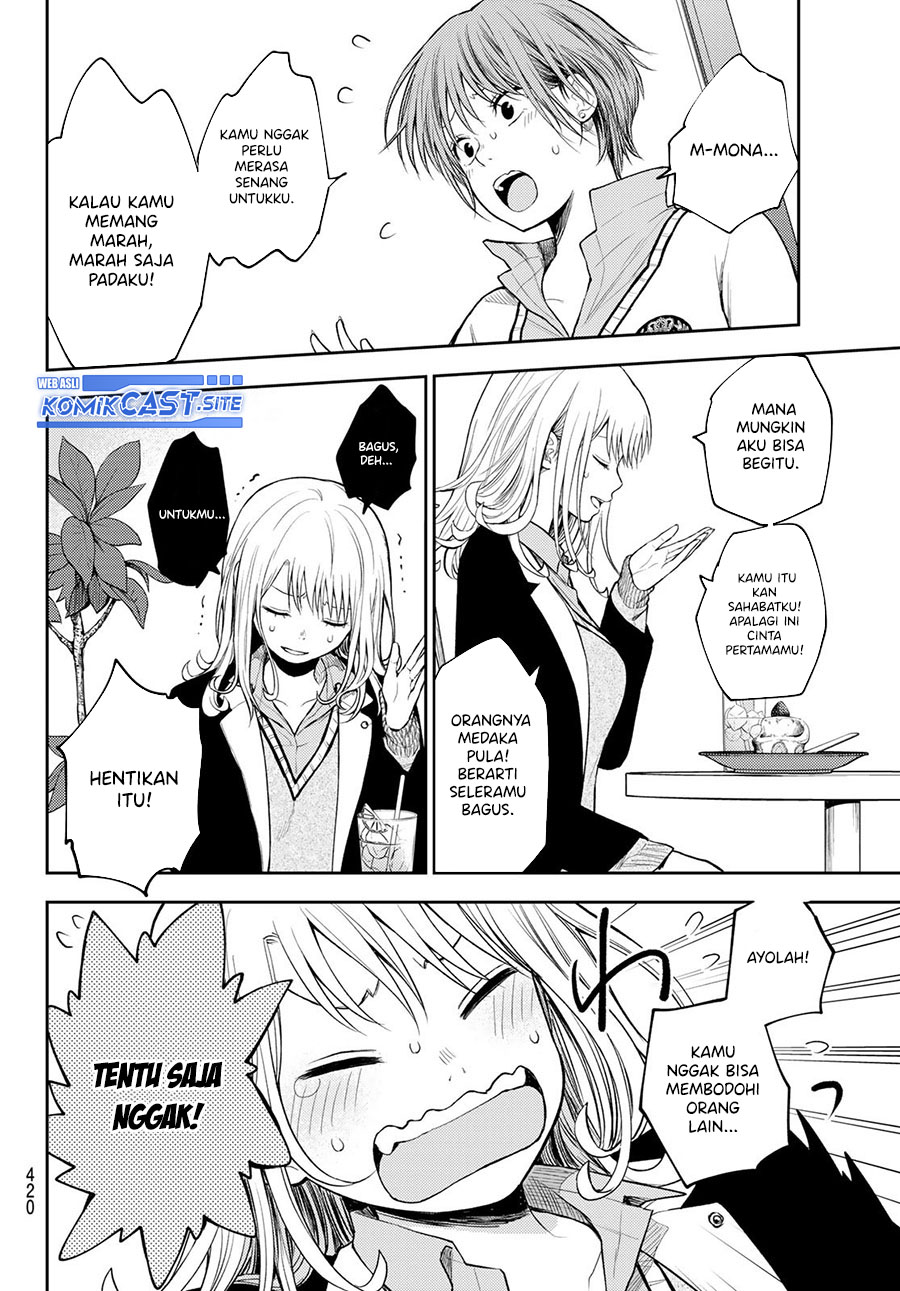 M-MONA...
KAMU NGGAK
PERLU
MERASA
SENANG
UNTUKKU.
KALAU KAMU
MEMANG
MARAH,
MARAH SAJA
PADAKU!
MANA
MUNGKIN
AKU BISA
BEGITU.
KAMU ITU
KAN
SAHABATKU!
APALAGI INI
CINTA
PERTAMAMU!
ORANGNYA
MEDAKA
PULA!
BERARTI
SELERAMU
BAGUS.
WEB ASLI
KOMIKCAST.SITE
BAGUS,
DEH...
UNTUKMU...
HENTIKAN
ITU!
AYOLAH!
KAMU
NGGAK BISA
MEMBODOHI
ORANG
LAIN...
わ
TENTU SAJA
NGGAK!
420